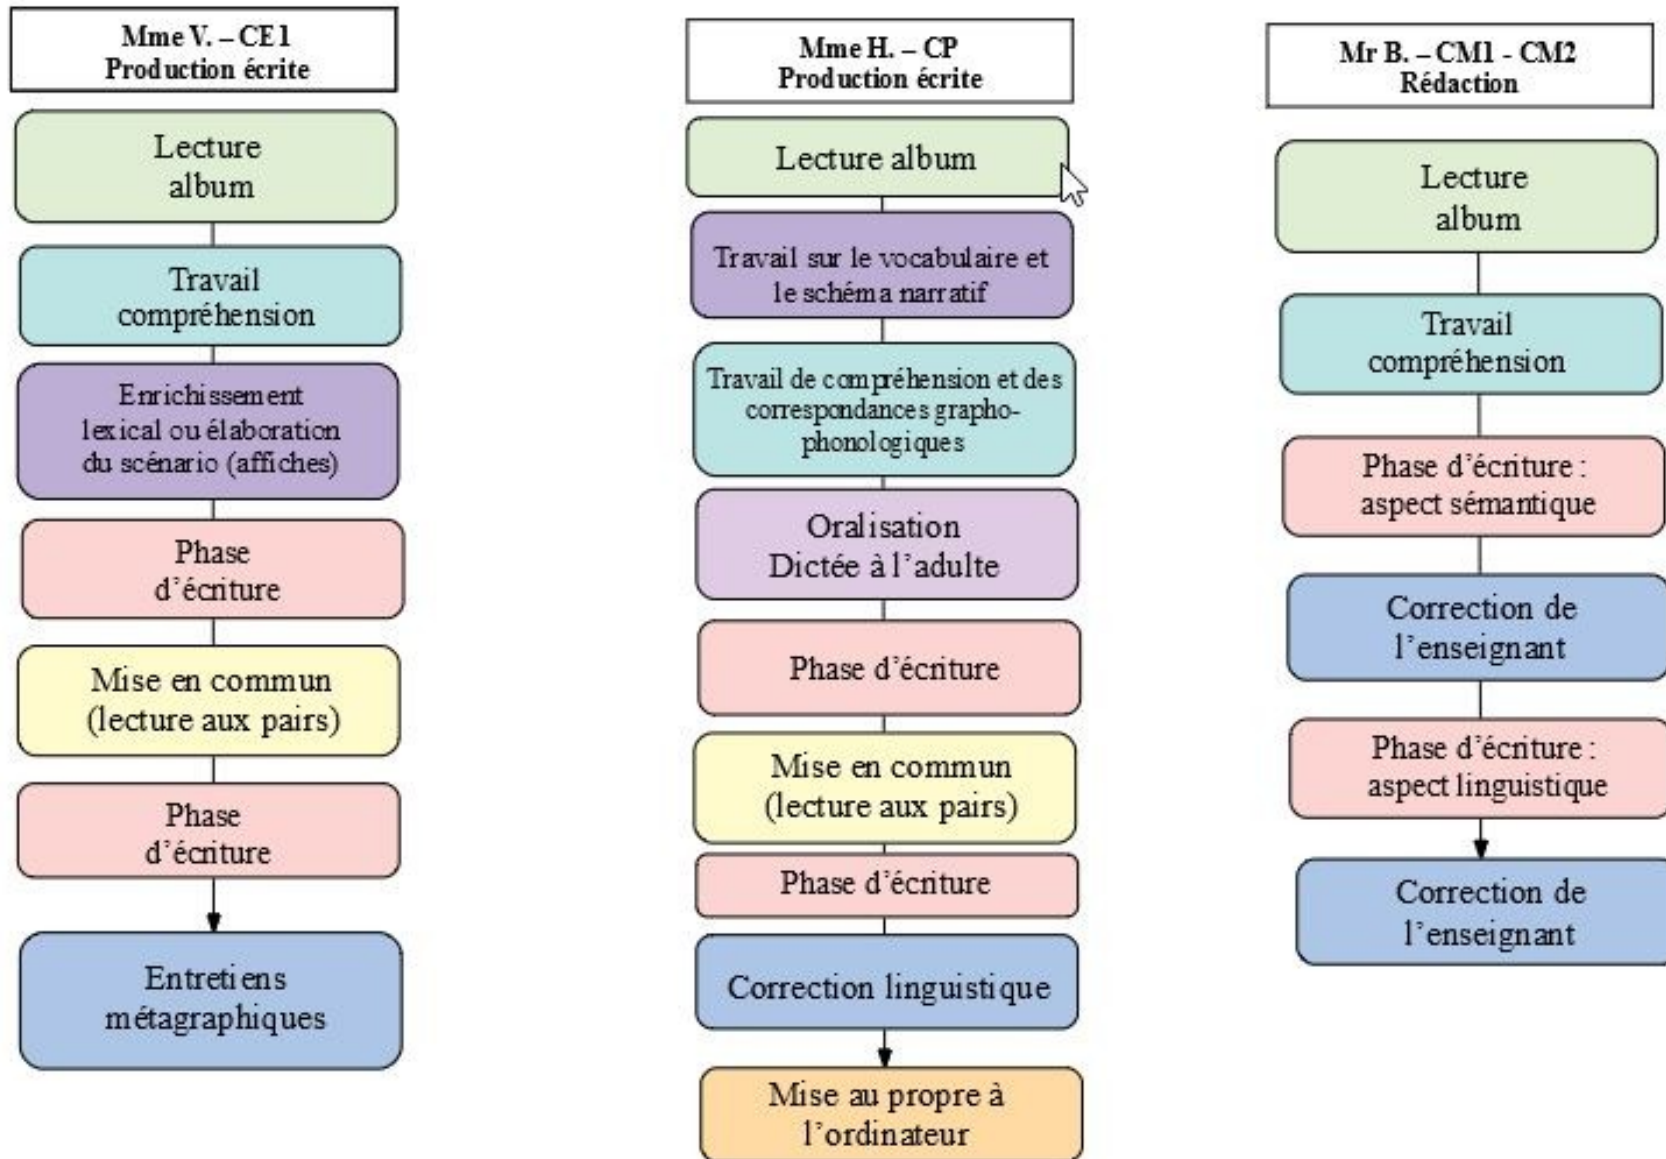 Mme V. – CE1
Production écrite
Lecture
album
Travail
compréhension
Enrichissement
lexical ou élaboration
du scénario (affiches)
Phase
d’écriture
Mise en commun
(lecture aux pairs)
Phase
d’écriture
Entretiens
métagraphiques
Mme H. – CP
Production écrite
Lecture album
Travail sur le vocabulaire et
le schéma narratif
Travail de compréhension et des
correspondances grapho-
phonologiques
Oralisation
Dictée à l’adulte
Phase d’écriture
Mise en commun
(lecture aux pairs)
Phase d’écriture
Correction linguistique
Mise au propre à
l’ordinateur
Mr B. – CM1 - CM2
Rédaction
Lecture
album
Travail
compréhension
Phase d’écriture :
aspect sémantique
Correction de
l’enseignant
Phase d’écriture :
aspect linguistique
Correction de
l’enseignant